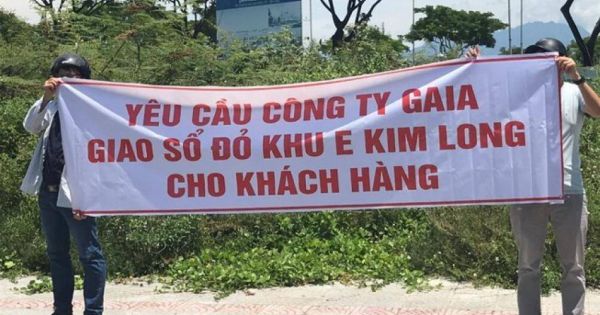 YÊU CẦU CÔNG TY GAIA
GIAO SỔ ĐỎ KHU E KIM LONG
CHO KHÁCH HÀNG